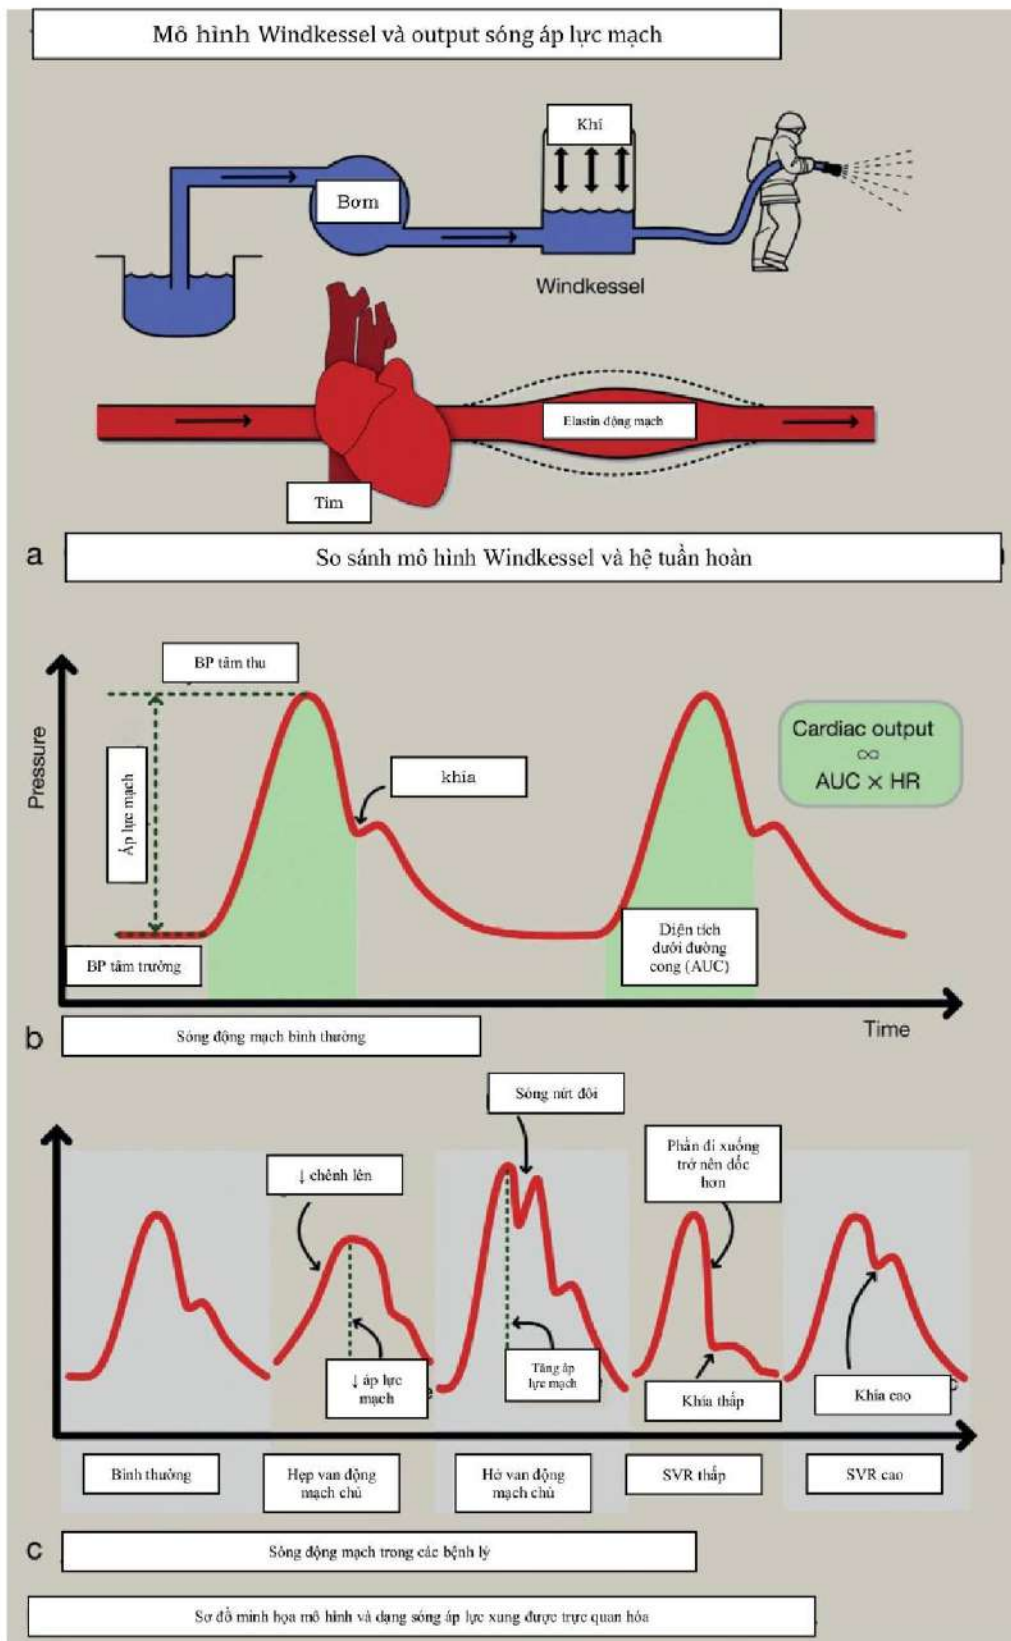 Mô hình Windkessel và output sóng áp lực mạch
Khí
Bơm
Windkessel
Elastin động mạch
Tim
a
So sánh mô hình Windkessel và hệ tuần hoàn
BP tâm thu
Pressure
Áp lực mạch
khía
Cardiac output
∞
AUC × HR
BP tâm trương
Diện tích
dưới đường
cong (AUC)
Time
b
Sóng động mạch bình thường
Sóng nứt đôi
↓ chênh lên
Phần đi xuống
trở nên dốc
hơn
↓ áp lực
mạch
Tăng áp
lực mạch
Khía thấp
Khía cao
Bình thường
Hẹp van động
mạch chủ
Hở van động
mạch chủ
SVR thấp
SVR cao
c
Sóng động mạch trong các bệnh lý
Sơ đồ minh họa mô hình và dạng sóng áp lực xung được trực quan hóa